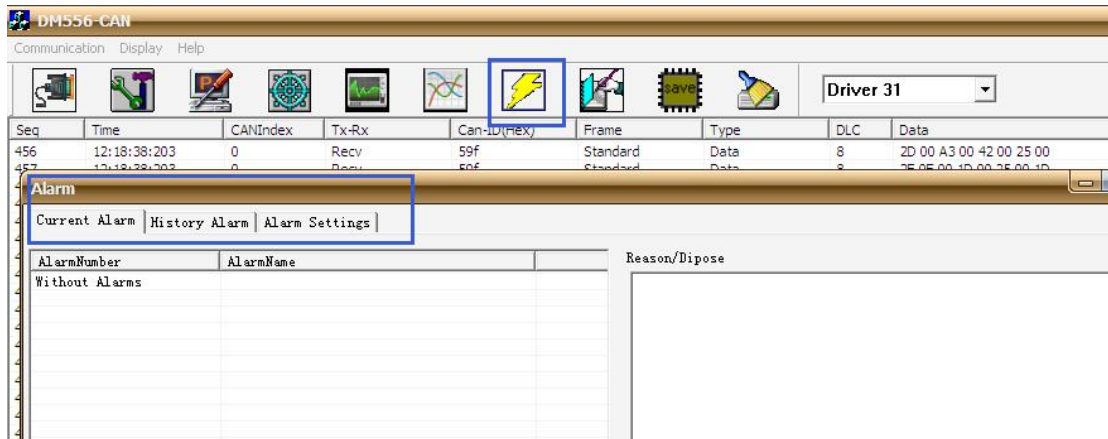 DM556-CAN
Communication Display Help
save
Driver 31
Seq Time CANIndex Tx-Rx Can-ID(Hex) Frame Type DLC Data
456 12:18:38:203 0 Recv 59f Standard Data 8 2D 00 A3 00 42 00 25 00
Alarm
Current Alarm History Alarm Alarm Settings
AlarmNumber AlarmName Reason/Dipose
Without Alarms